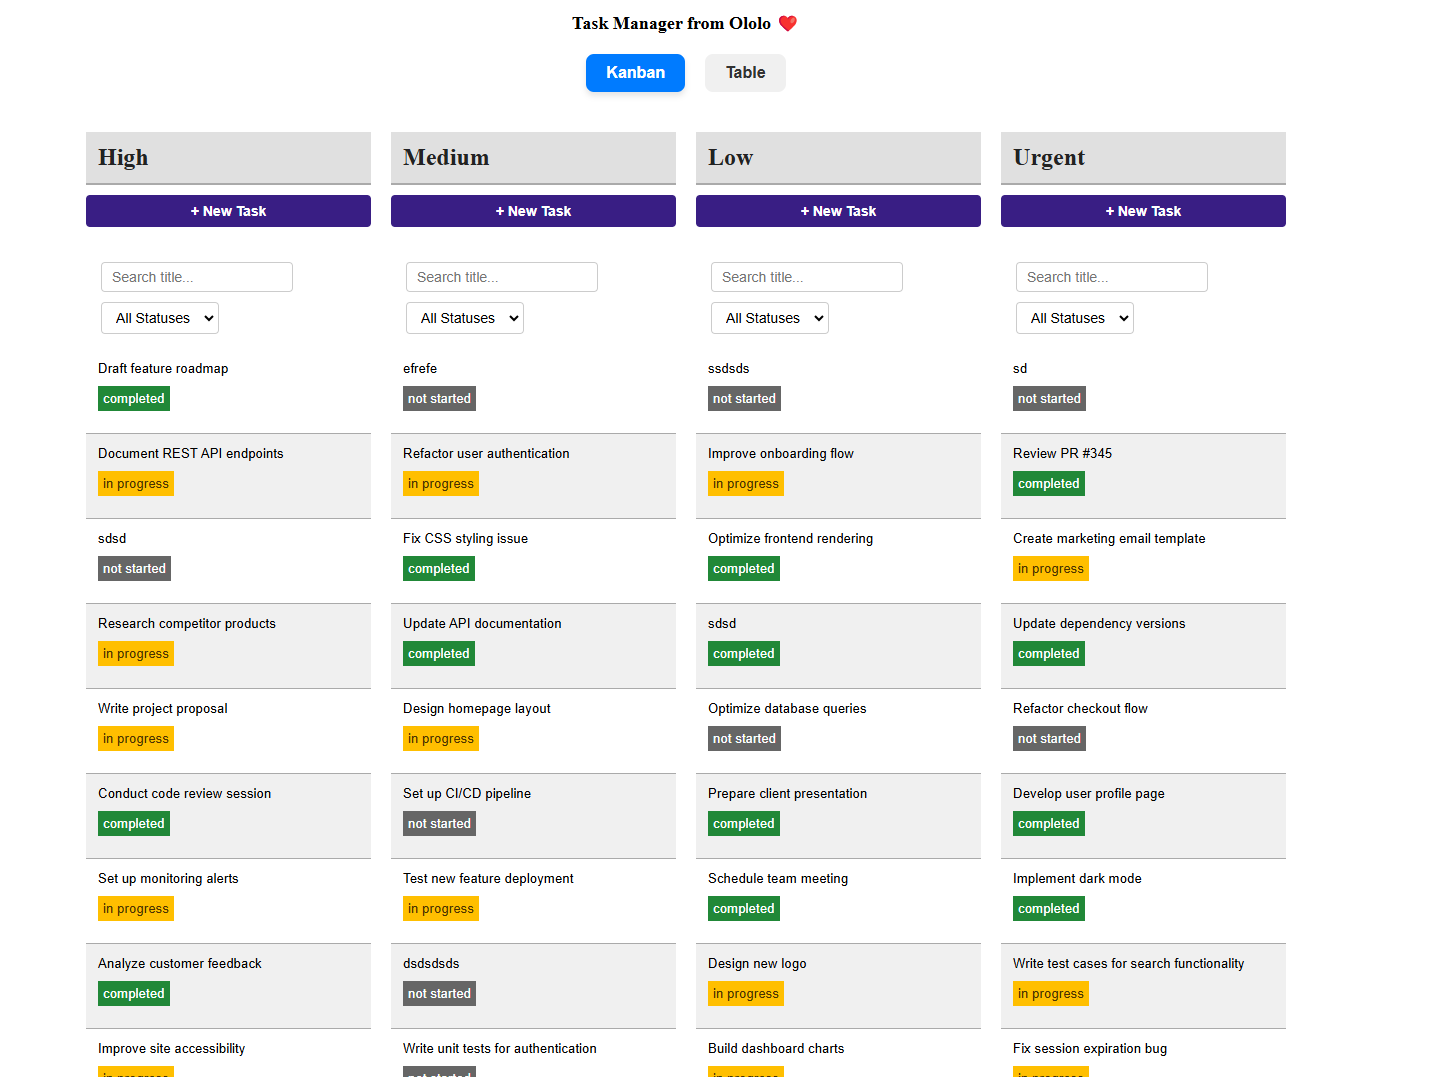 Task Manager from Ololo ❤️
Kanban
Table
High
+ New Task
Search title...
All Statuses
Draft feature roadmap
completed
Document REST API endpoints
in progress
sdsd
not started
Research competitor products
in progress
Write project proposal
in progress
Conduct code review session
completed
Set up monitoring alerts
in progress
Analyze customer feedback
completed
Improve site accessibility
in progress
Medium
+ New Task
Search title...
All Statuses
efrefe
not started
Refactor user authentication
in progress
Fix CSS styling issue
completed
Update API documentation
completed
Design homepage layout
in progress
Set up CI/CD pipeline
not started
Test new feature deployment
in progress
dsdsdsds
not started
Write unit tests for authentication
not started
Low
+ New Task
Search title...
All Statuses
ssdsds
not started
Improve onboarding flow
in progress
Optimize frontend rendering
completed
sdsd
completed
Optimize database queries
not started
Prepare client presentation
completed
Schedule team meeting
completed
Design new logo
in progress
Build dashboard charts
in progress
Urgent
+ New Task
Search title...
All Statuses
sd
not started
Review PR #345
completed
Create marketing email template
in progress
Update dependency versions
completed
Refactor checkout flow
not started
Develop user profile page
completed
Implement dark mode
completed
Write test cases for search functionality
in progress
Fix session expiration bug
in progress